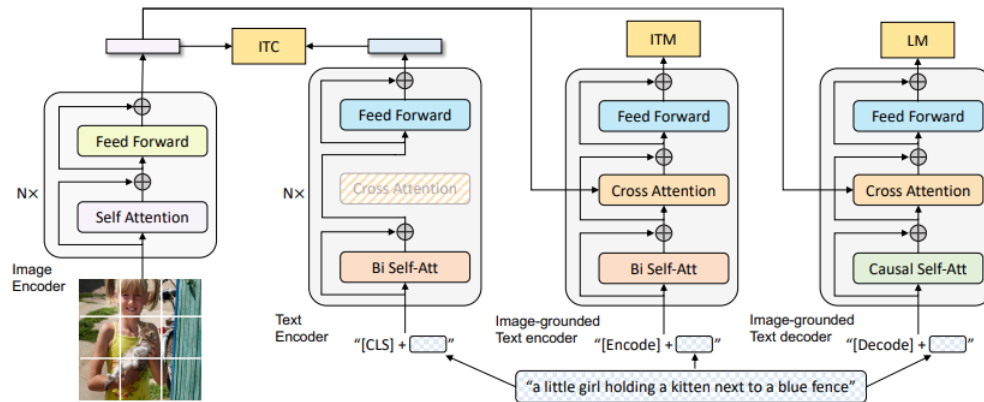 ITC
ITM
LM
Feed Forward
Self Attention
N×
Image
Encoder
Feed Forward
Cross Attention
Bi Self-Att
N×
Text
Encoder
"[CLS] + "
Feed Forward
Cross Attention
Bi Self-Att
Image-grounded
Text encoder
"[Encode] + "
Feed Forward
Cross Attention
Causal Self-Att
Image-grounded
Text decoder
"[Decode] + "
"a little girl holding a kitten next to a blue fence"